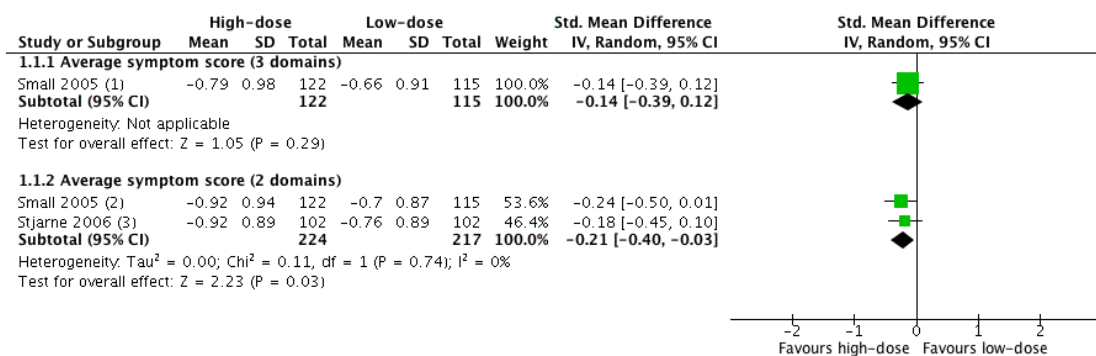 High-dose Low-dose Std. Mean Difference Std. Mean Difference
Study or Subgroup Mean SD Total Mean SD Total Weight IV, Random, 95% CI IV, Random, 95% CI
1.1.1 Average symptom score (3 domains)
Small 2005 (1) −0.79 0.98 122 −0.66 0.91 115 100.0% −0.14 [−0.39, 0.12]
Subtotal (95% CI) 122 115 100.0% −0.14 [−0.39, 0.12]
Heterogeneity: Not applicable
Test for overall effect: Z = 1.05 (P = 0.29)
1.1.2 Average symptom score (2 domains)
Small 2005 (2) −0.92 0.94 122 −0.7 0.87 115 53.6% −0.24 [−0.50, 0.01]
Stjarne 2006 (3) −0.92 0.89 102 −0.76 0.89 102 46.4% −0.18 [−0.45, 0.10]
Subtotal (95% CI) 224 217 100.0% −0.21 [−0.40, −0.03]
Heterogeneity: Tau² = 0.00; Chi² = 0.11, df = 1 (P = 0.74); I² = 0%
Test for overall effect: Z = 2.23 (P = 0.03)
−2 −1 0 1 2
Favours high-dose Favours low-dose